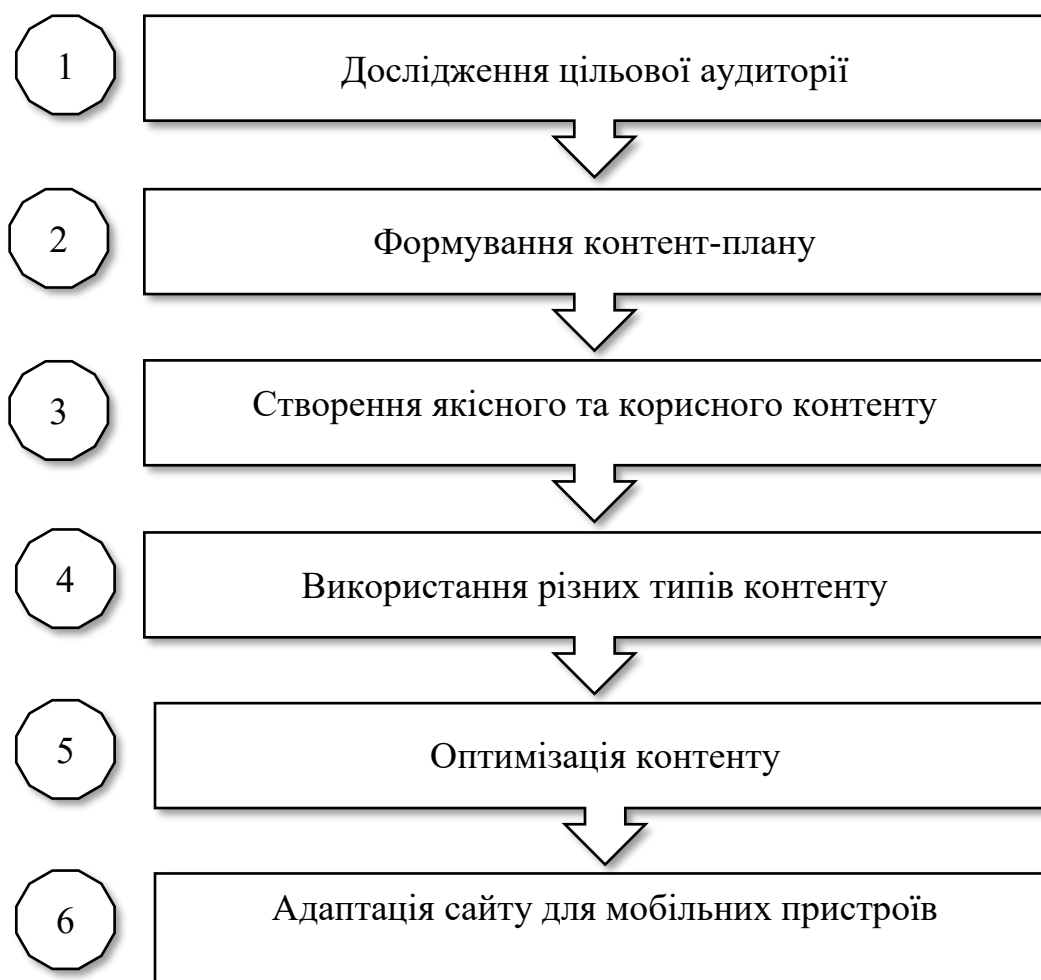 1
Дослідження цільової аудиторії
2
Формування контент-плану
3
Створення якісного та корисного контенту
4
Використання різних типів контенту
5
Оптимізація контенту
6
Адаптація сайту для мобільних пристроїв